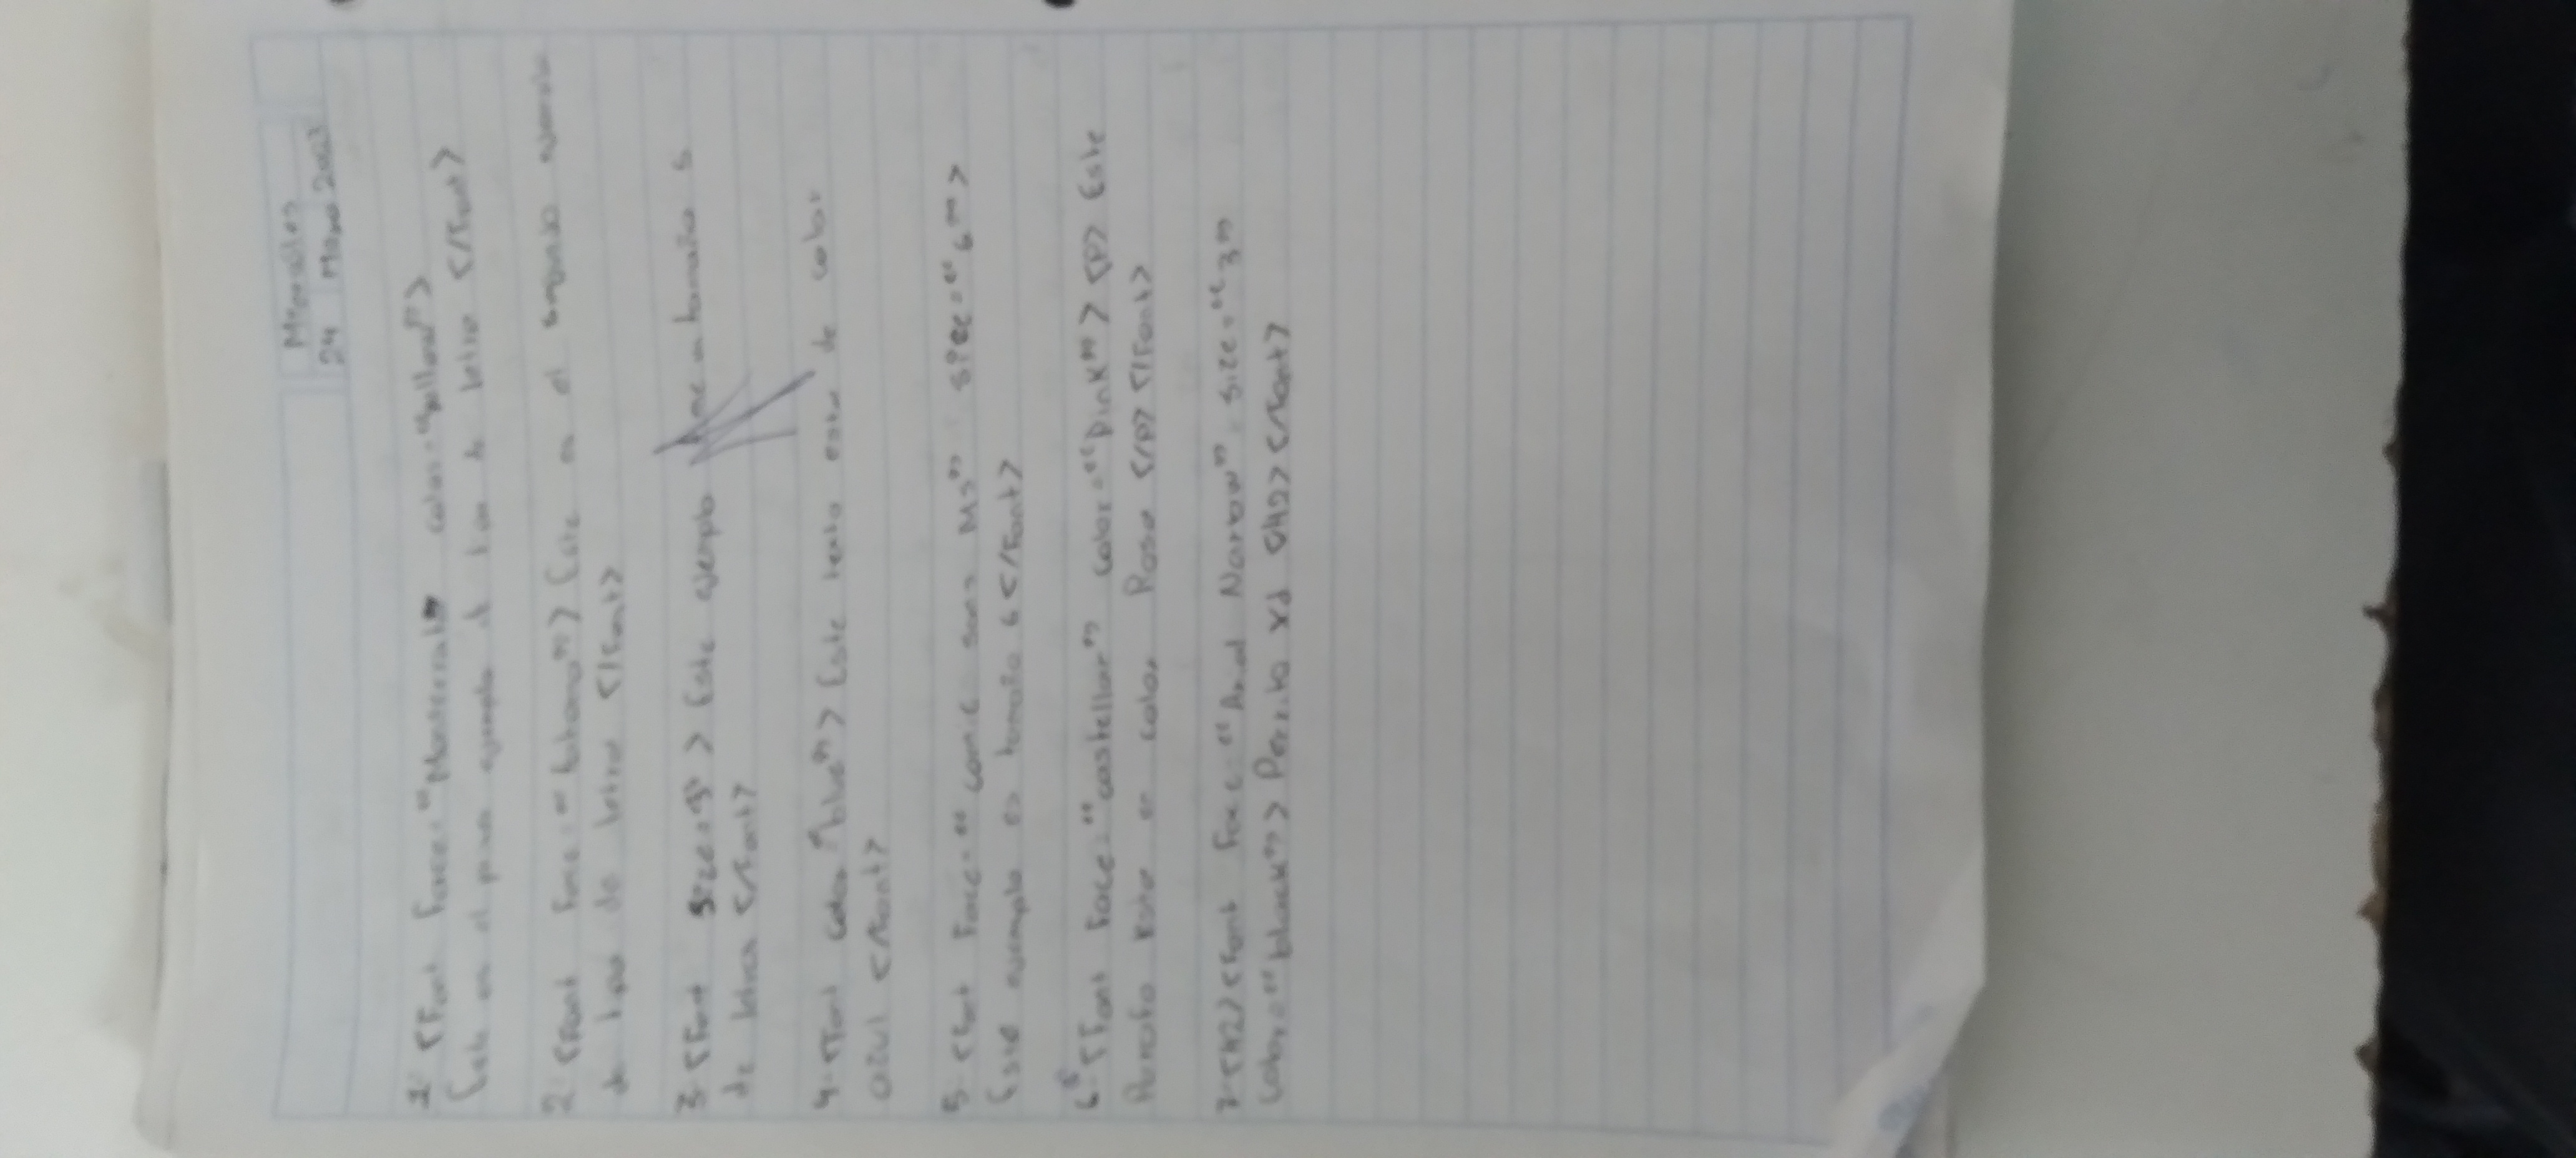 Miercoles
24 Mayo 2023
1- <Font Face="Monserrat" color="yellow">
Este es el primer ejemplo de tipo de letra </Font>
2- <Font Face="tahoma"> Este es el segundo ejemplo
de tipo de letra </Font>
3- <Font Size=5"> Este ejemplo un tamaño 5
de letra </Font>
4- <Font color "blue"> Este texto esta de color
azul </Font>
5- <Font Face="comic sans MS" size="6">
Este ejemplo es tamaño 6 </Font>
6- <Font Face="castellar" color="Pink"> <P> Este
Parrafo esta en color Rosa </P> </Font>
7- <H2> <Font Face "Arial Narow" size="3"
Color="black"> Perrito xd <H2> </Font>